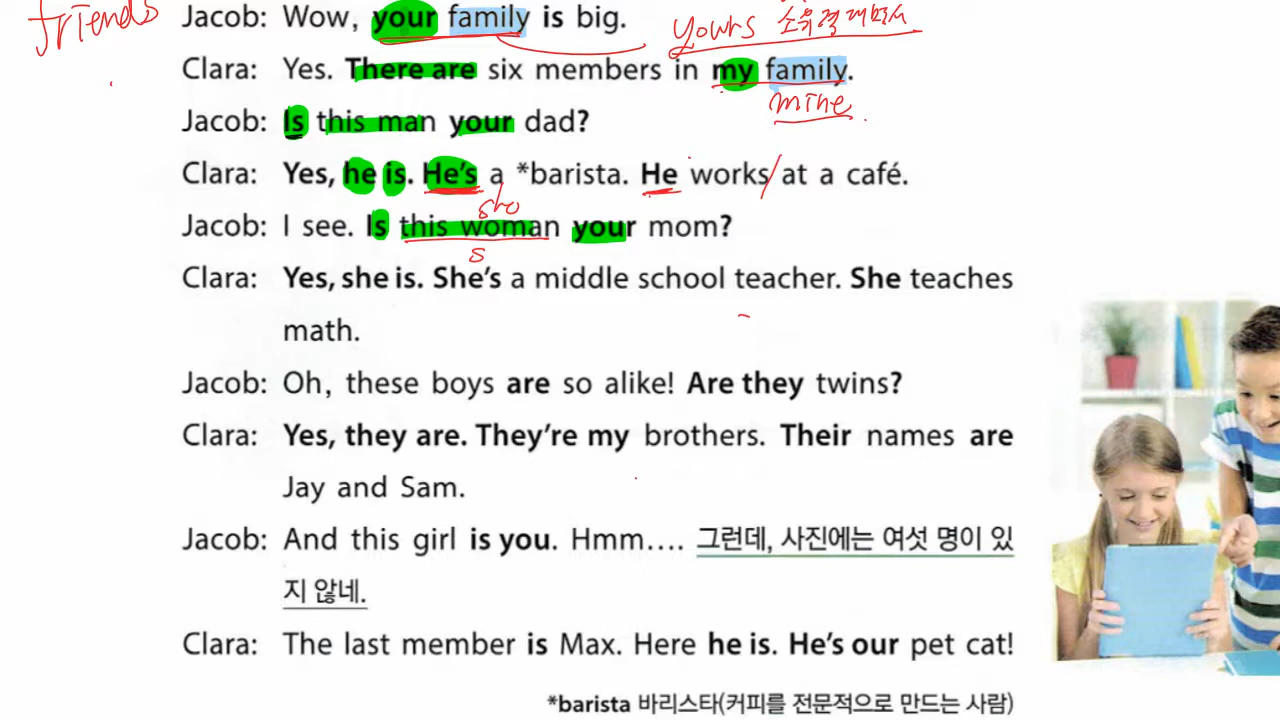 friends
Jacob: Wow, your family is big.
yours 소유격대명사
Clara: Yes. There are six members in my family.
mine
Jacob: Is this man your dad?
Clara: Yes, he is. He's a *barista. He works/at a café.
she
Jacob: I see. Is this woman your mom?
s
Clara: Yes, she is. She's a middle school teacher. She teaches
math.
Jacob: Oh, these boys are so alike! Are they twins?
Clara: Yes, they are. They're my brothers. Their names are
Jay and Sam.
Jacob: And this girl is you. Hmm…. 그런데, 사진에는 여섯 명이 있
지 않네.
Clara: The last member is Max. Here he is. He's our pet cat!
*barista 바리스타(커피를 전문적으로 만드는 사람)